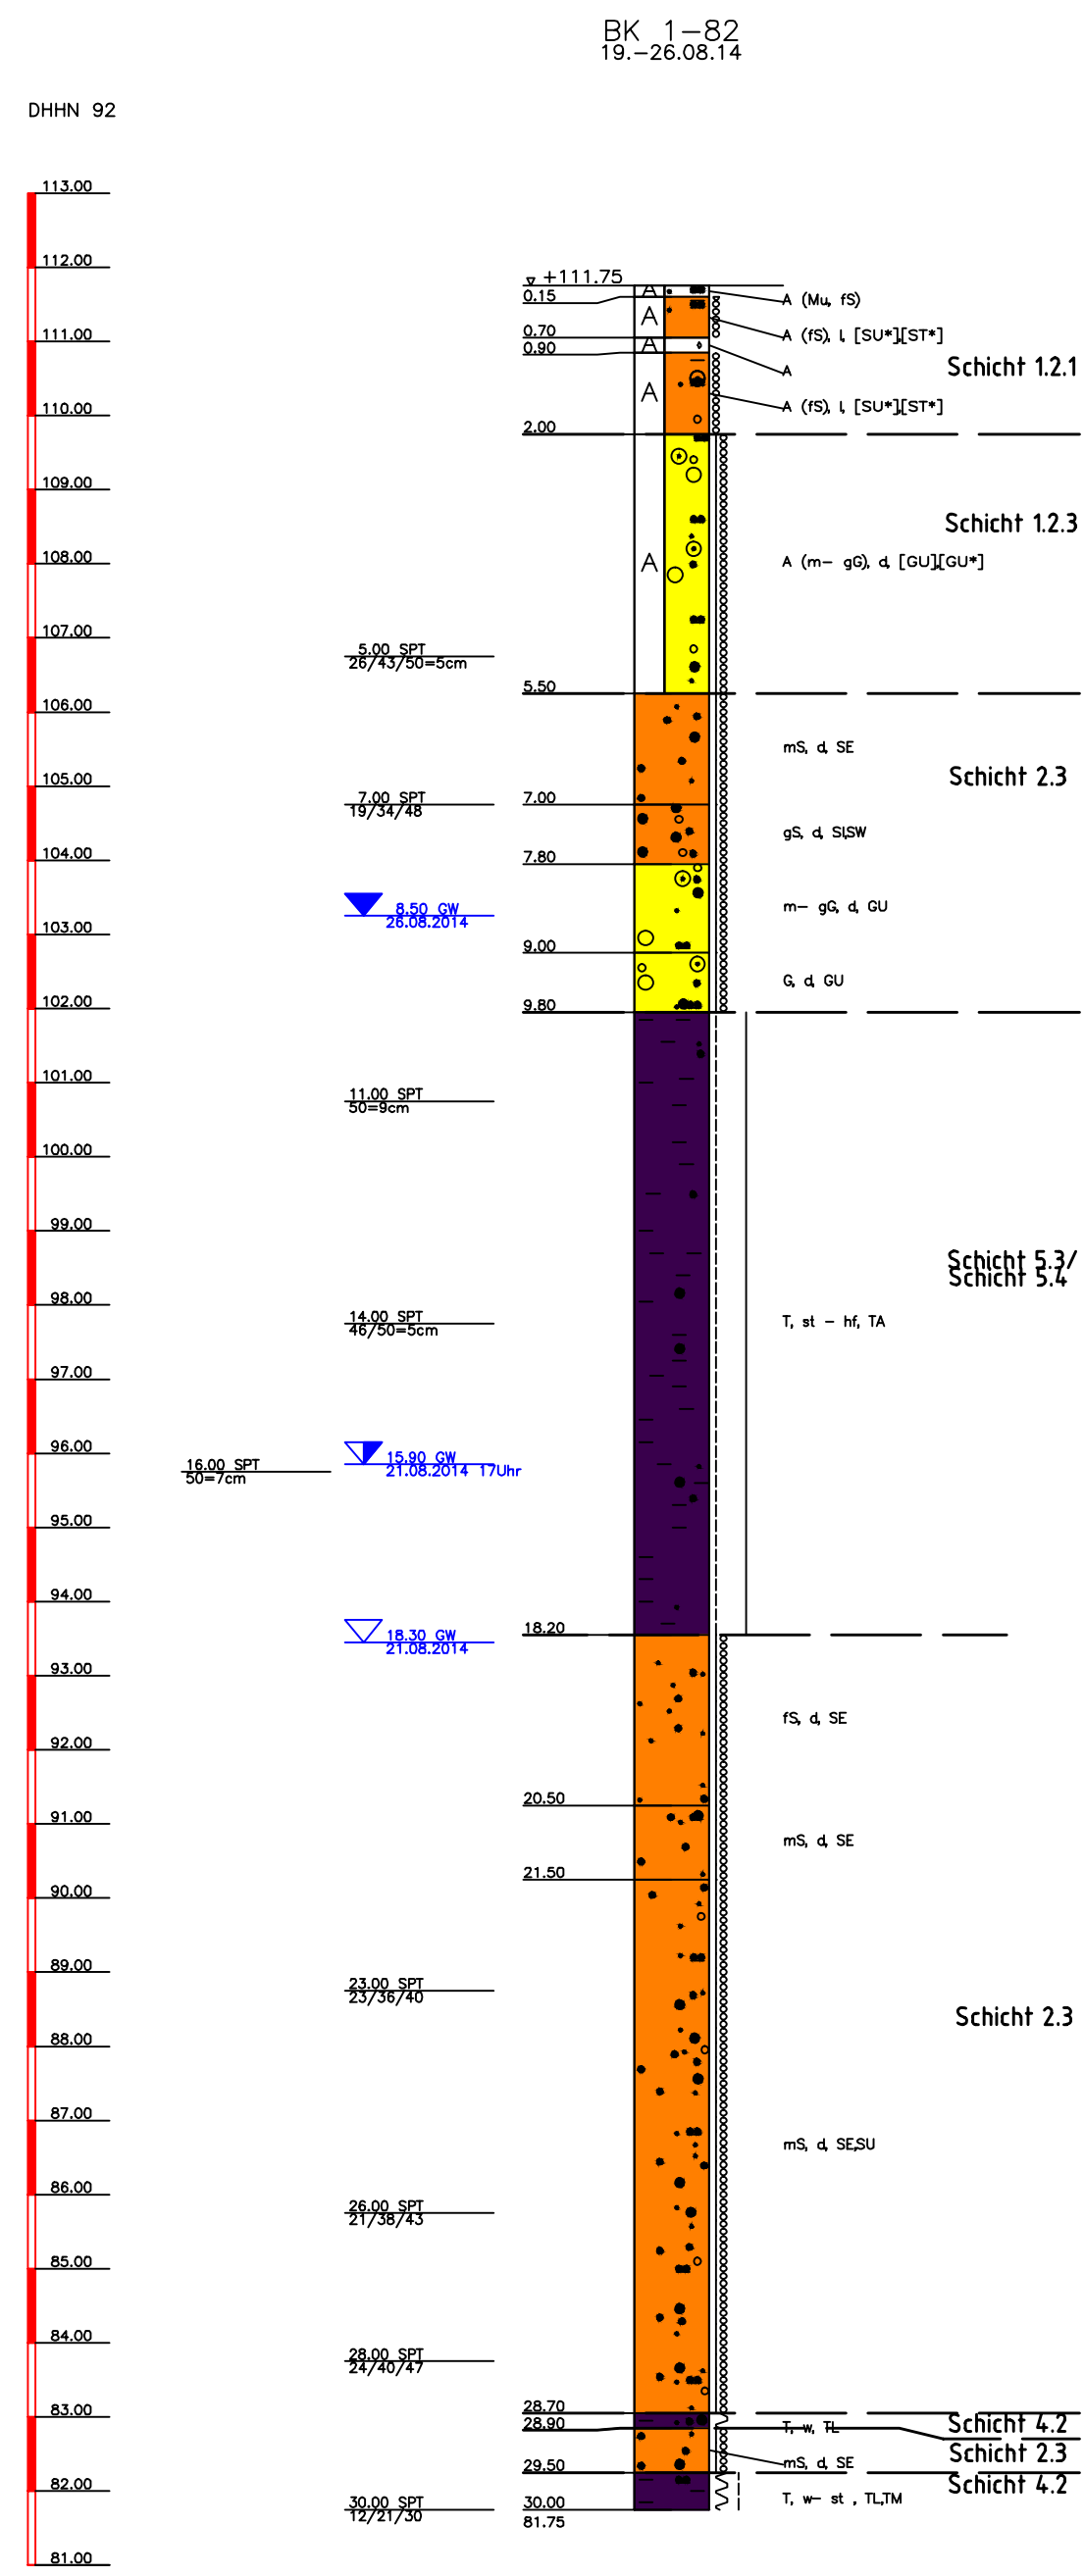 BK 1-82
19.-26.08.14
DHHN 92
113.00
112.00
+111.75
0.15
A
A (Mu, fS)
A
A (fS), l, [SU*],[ST*]
111.00
0.70
A
A
0.90
Schicht 1.2.1
A
A (fS), l, [SU*],[ST*]
110.00
2.00
109.00
Schicht 1.2.3
108.00
A
A (m- gG), d, [GU],[GU*]
107.00
5.00 SPT
26/43/50=5cm
5.50
106.00
mS, d, SE
Schicht 2.3
105.00
7.00 SPT
19/34/48
7.00
gS, d, SI,SW
104.00
7.80
8.50 GW
26.08.2014
m- gG, d, GU
103.00
9.00
G, d, GU
102.00
9.80
101.00
11.00 SPT
50=9cm
100.00
99.00
Schicht 5.3/
Schicht 5.4
98.00
14.00 SPT
46/50=5cm
T, st - hf, TA
97.00
96.00
15.90 GW
21.08.2014 17Uhr
16.00 SPT
50=7cm
95.00
94.00
18.20
18.30 GW
21.08.2014
93.00
fS, d, SE
92.00
20.50
91.00
mS, d, SE
21.50
90.00
89.00
23.00 SPT
23/36/40
Schicht 2.3
88.00
87.00
mS, d, SE,SU
86.00
26.00 SPT
21/38/43
85.00
84.00
28.00 SPT
24/40/47
83.00
28.70
28.90
T, w, TL
Schicht 4.2
mS, d, SE
Schicht 2.3
29.50
82.00
Schicht 4.2
T, w- st , TL,TM
30.00 SPT
12/21/30
30.00
81.75
81.00